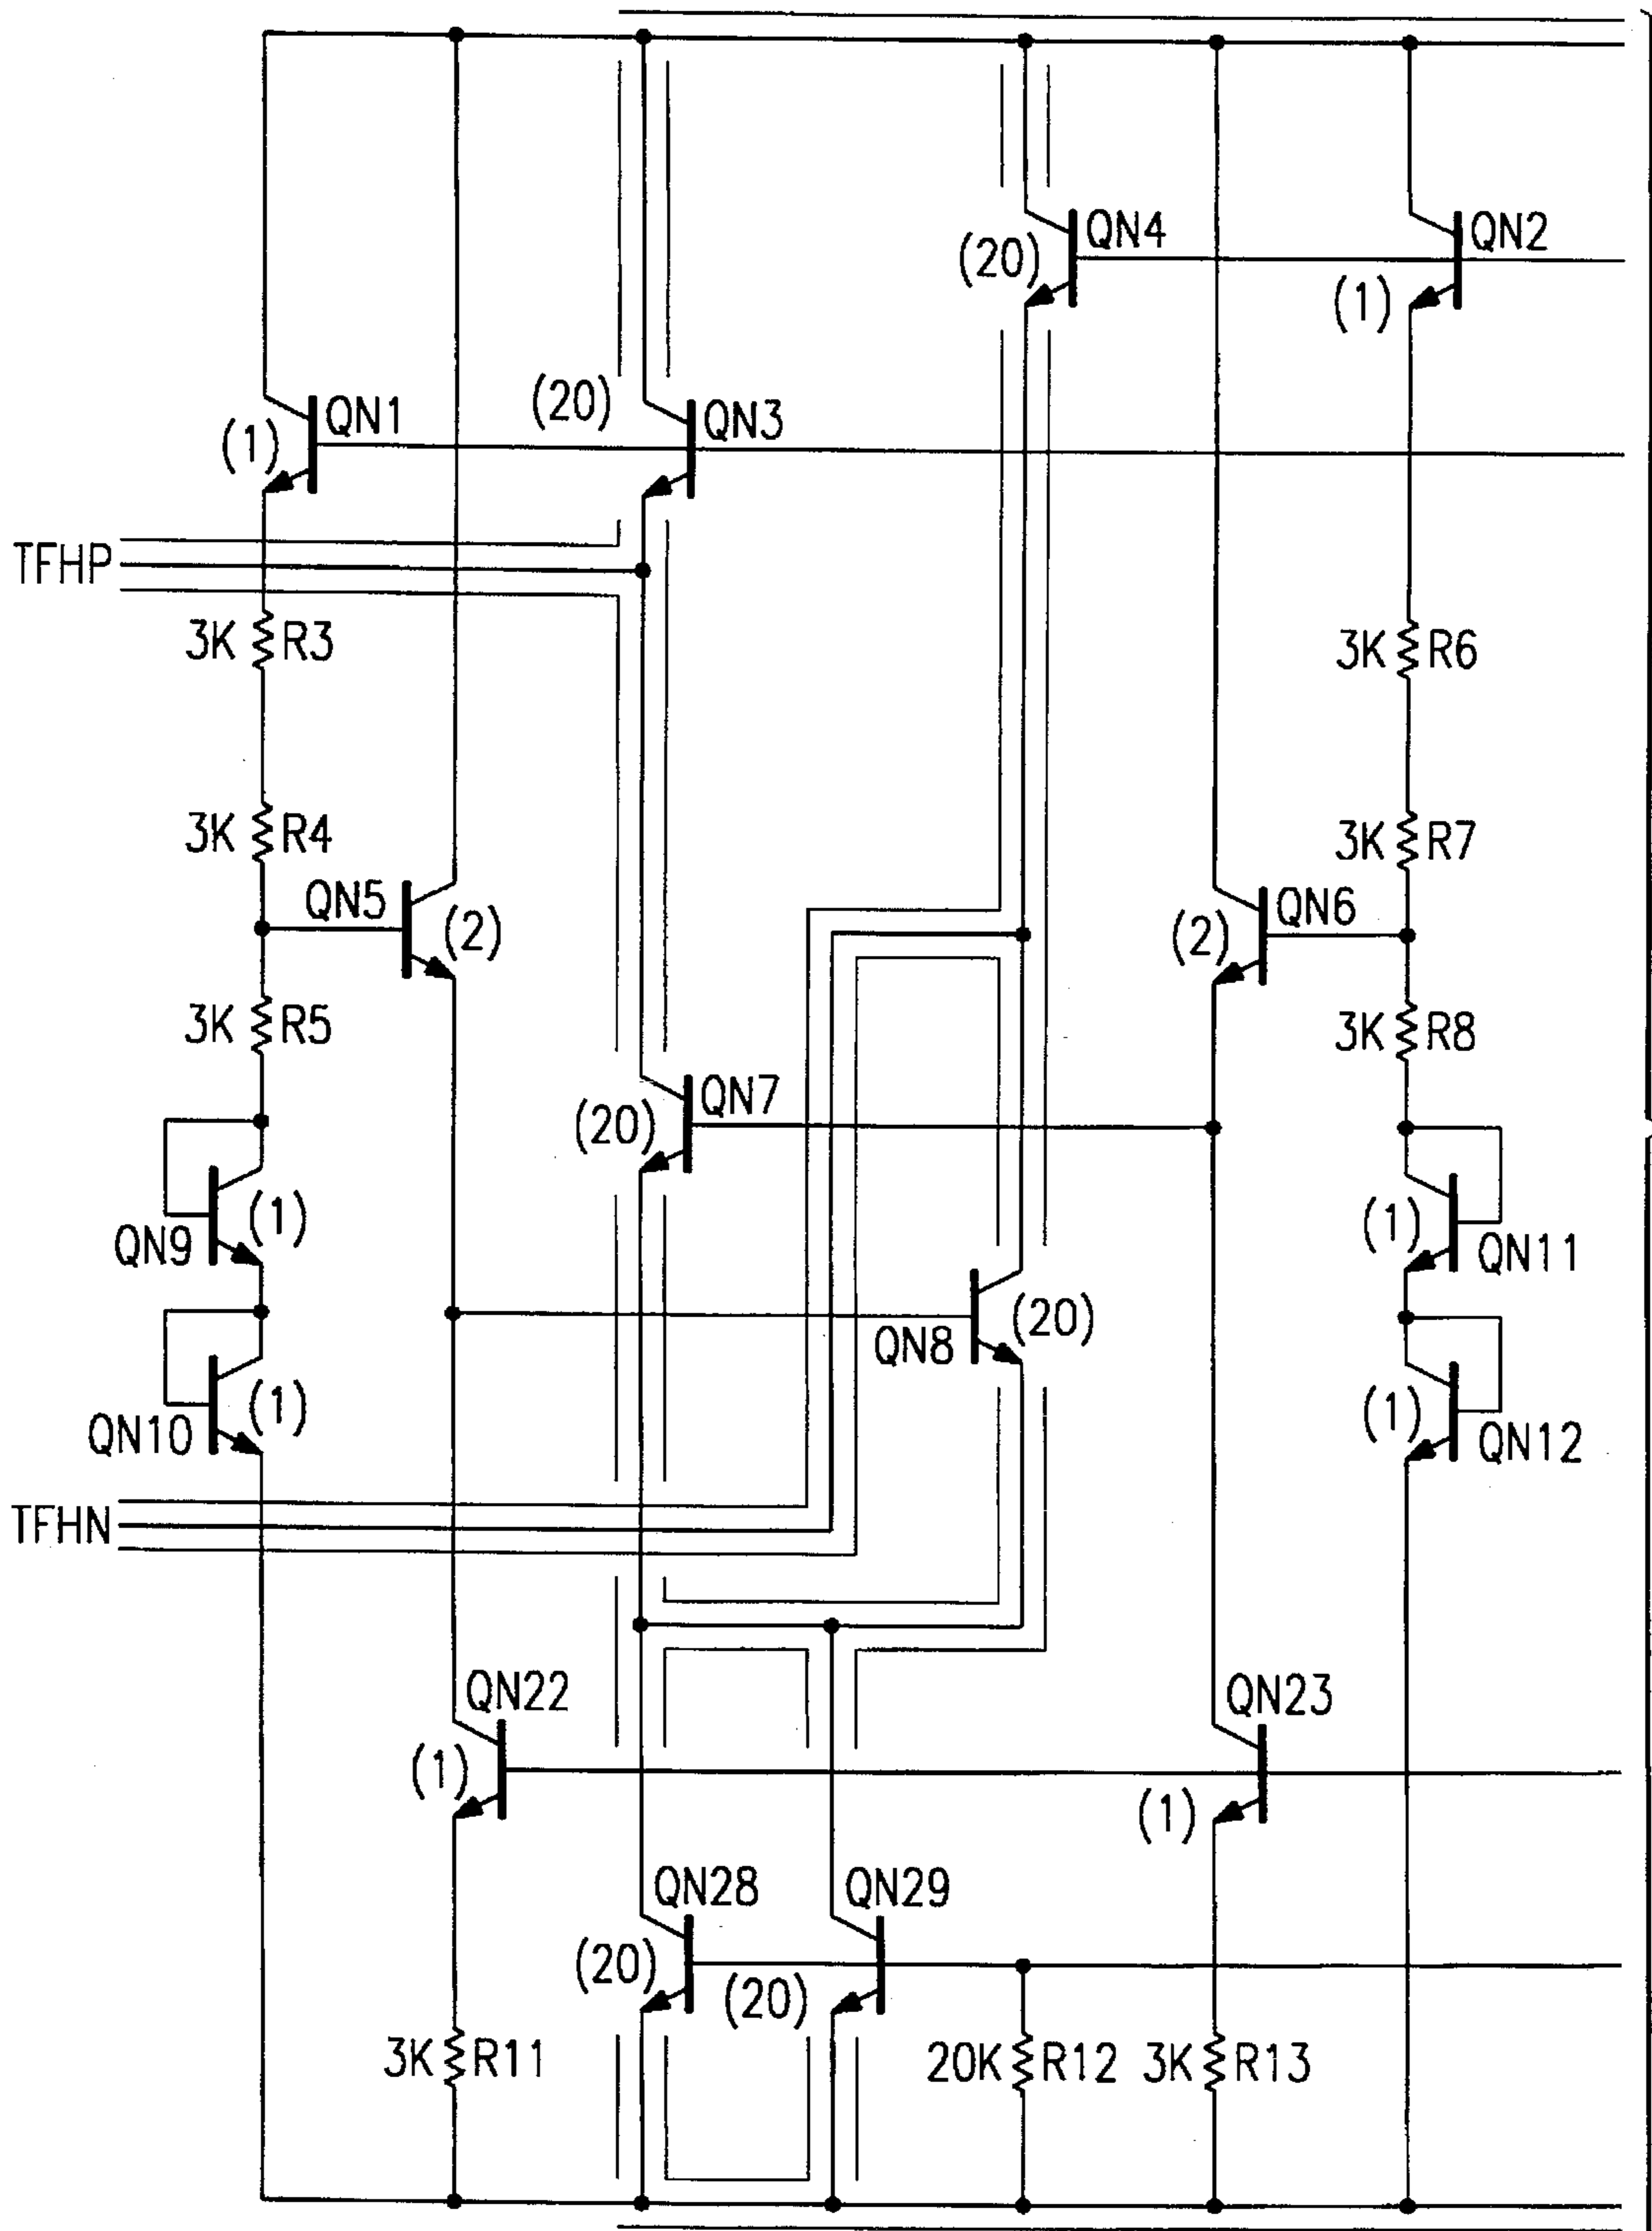 QN4
QN2
(20)
(1)
QN1
(20)
QN3
(1)
TFHP
3K R3
3K R6
3K R4
3K R7
QN5
(2)
(2)
QN6
3K R5
3K R8
QN7
(20)
QN9
(1)
(1)
QN11
QN8
(20)
QN10
(1)
(1)
QN12
TFHN
QN22
QN23
(1)
(1)
QN28
QN29
(20)
(20)
3K R11
20K R12
3K R13